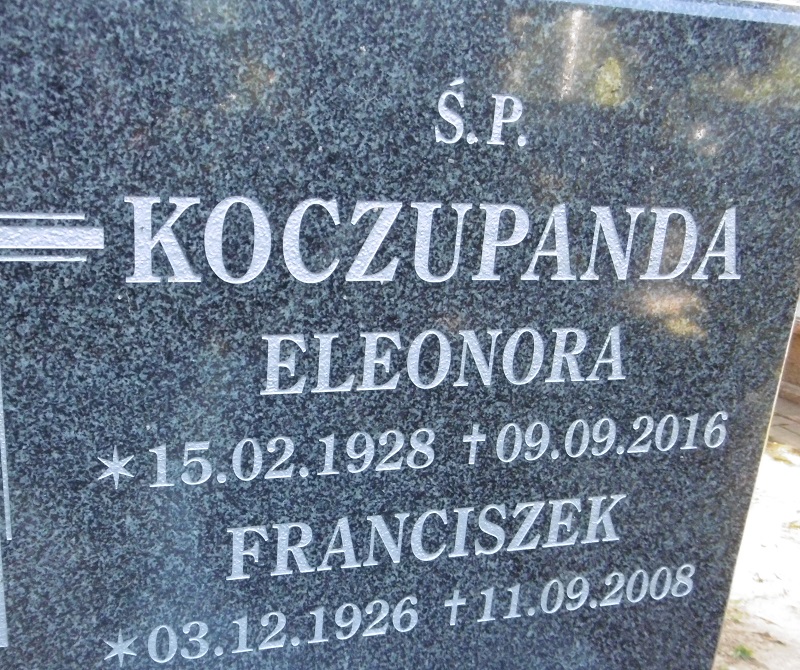 Ś.P.
KOCZUPANDA
ELEONORA
*15.02.1928 †09.09.2016
FRANCISZEK
*03.12.1926 †11.09.2008